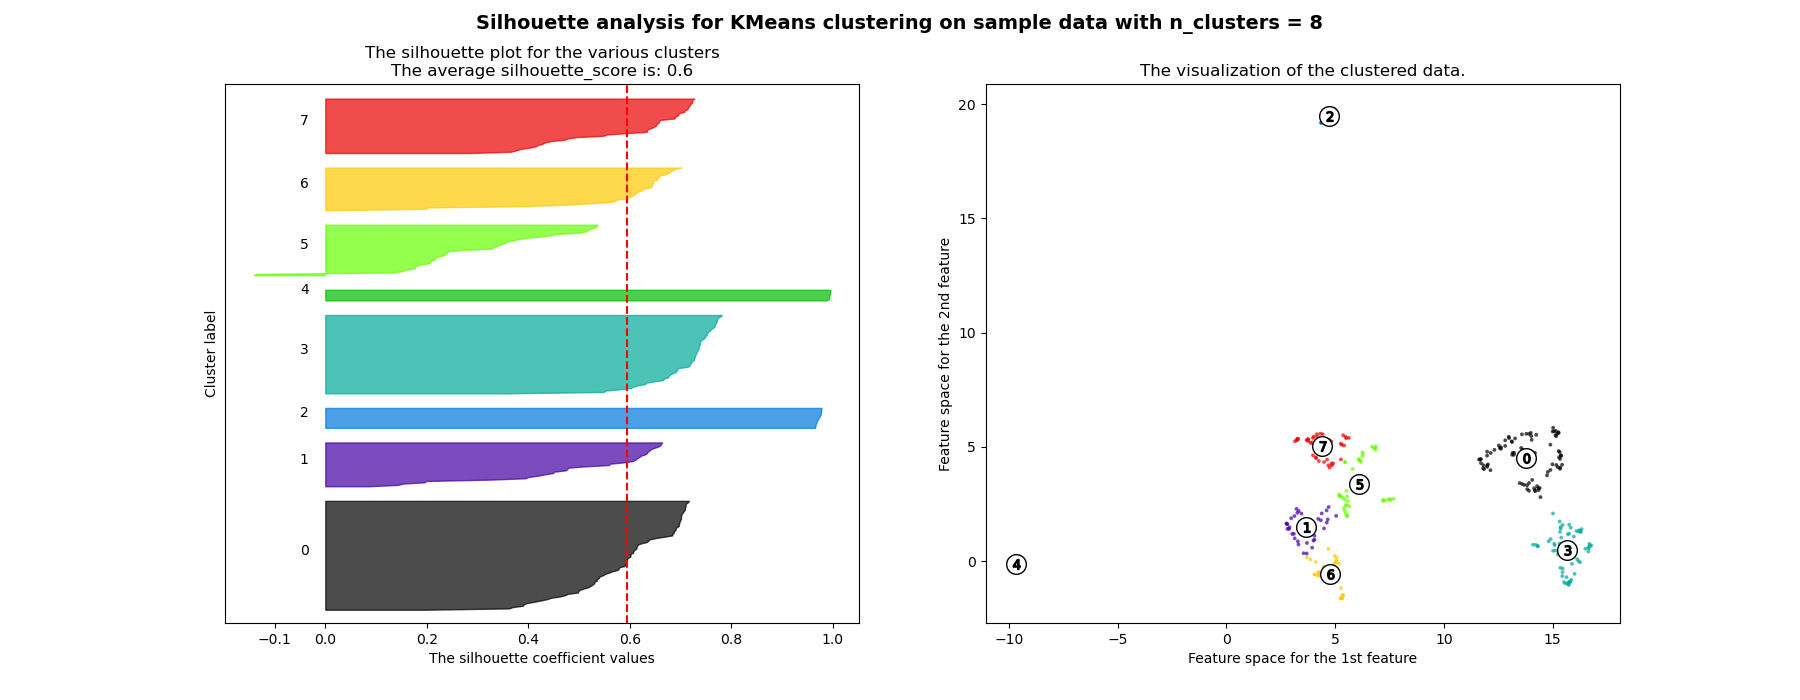 Silhouette analysis for KMeans clustering on sample data with n_clusters = 8
The silhouette plot for the various clusters
The average silhouette_score is: 0.6
7
6
5
4
3
2
1
0
Cluster label
−0.1 0.0 0.2 0.4 0.6 0.8 1.0
The silhouette coefficient values
The visualization of the clustered data.
20
15
10
5
0
Feature space for the 2nd feature
2
7
0
5
1
3
4
6
−10 −5 0 5 10 15
Feature space for the 1st feature